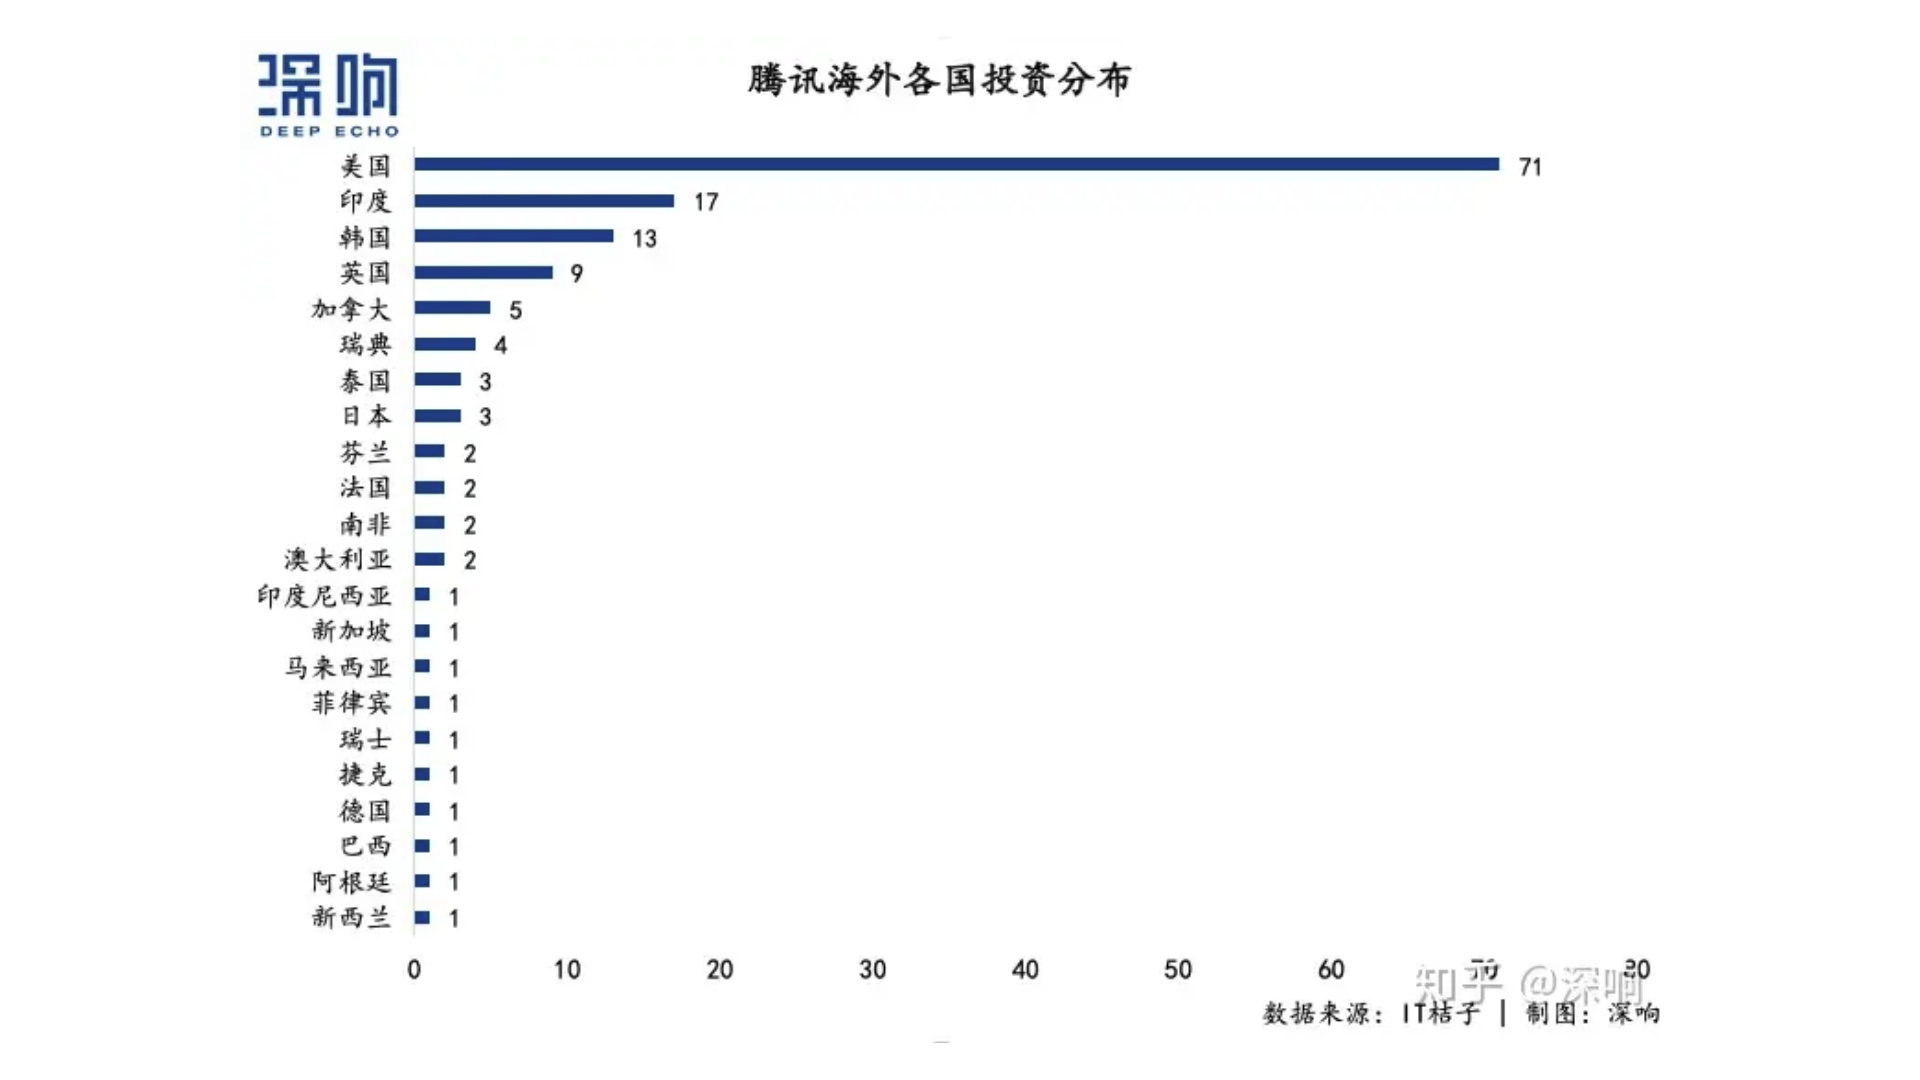 深响
DEEP ECHO
腾讯海外各国投资分布
美国 71
印度 17
韩国 13
英国 9
加拿大 5
瑞典 4
泰国 3
日本 3
芬兰 2
法国 2
南非 2
澳大利亚 2
印度尼西亚 1
新加坡 1
马来西亚 1
菲律宾 1
瑞士 1
捷克 1
德国 1
巴西 1
阿根廷 1
新西兰 1
0 10 20 30 40 50 60 70 80
知乎 @深响
数据来源：IT桔子 | 制图：深响